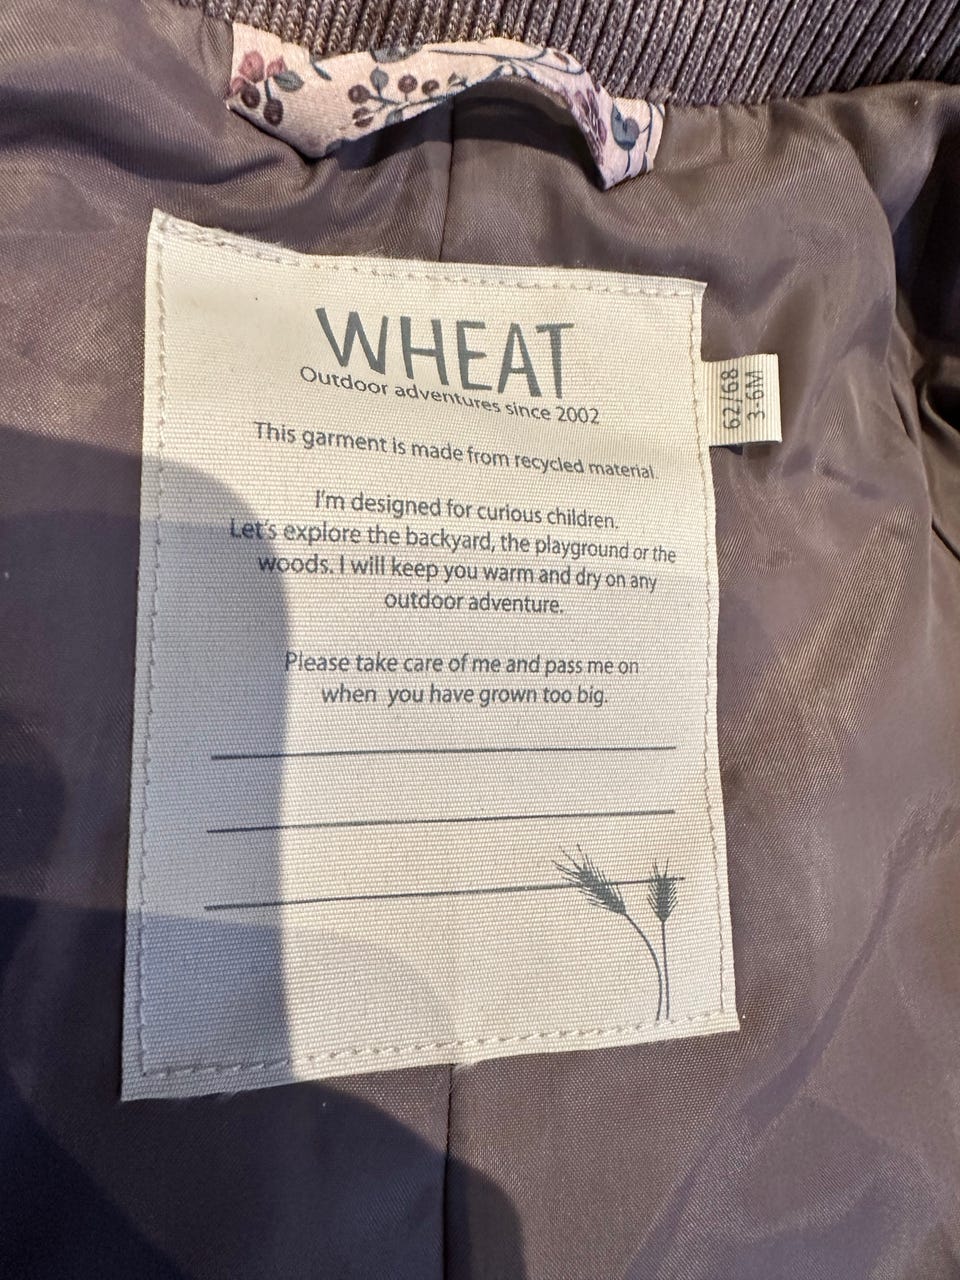 WHEAT
Outdoor adventures since 2002
This garment is made from recycled material.
I'm designed for curious children.
Let's explore the backyard, the playground or the
woods. I will keep you warm and dry on any
outdoor adventure.
Please take care of me and pass me on
when you have grown too big.
62/68
3-6M